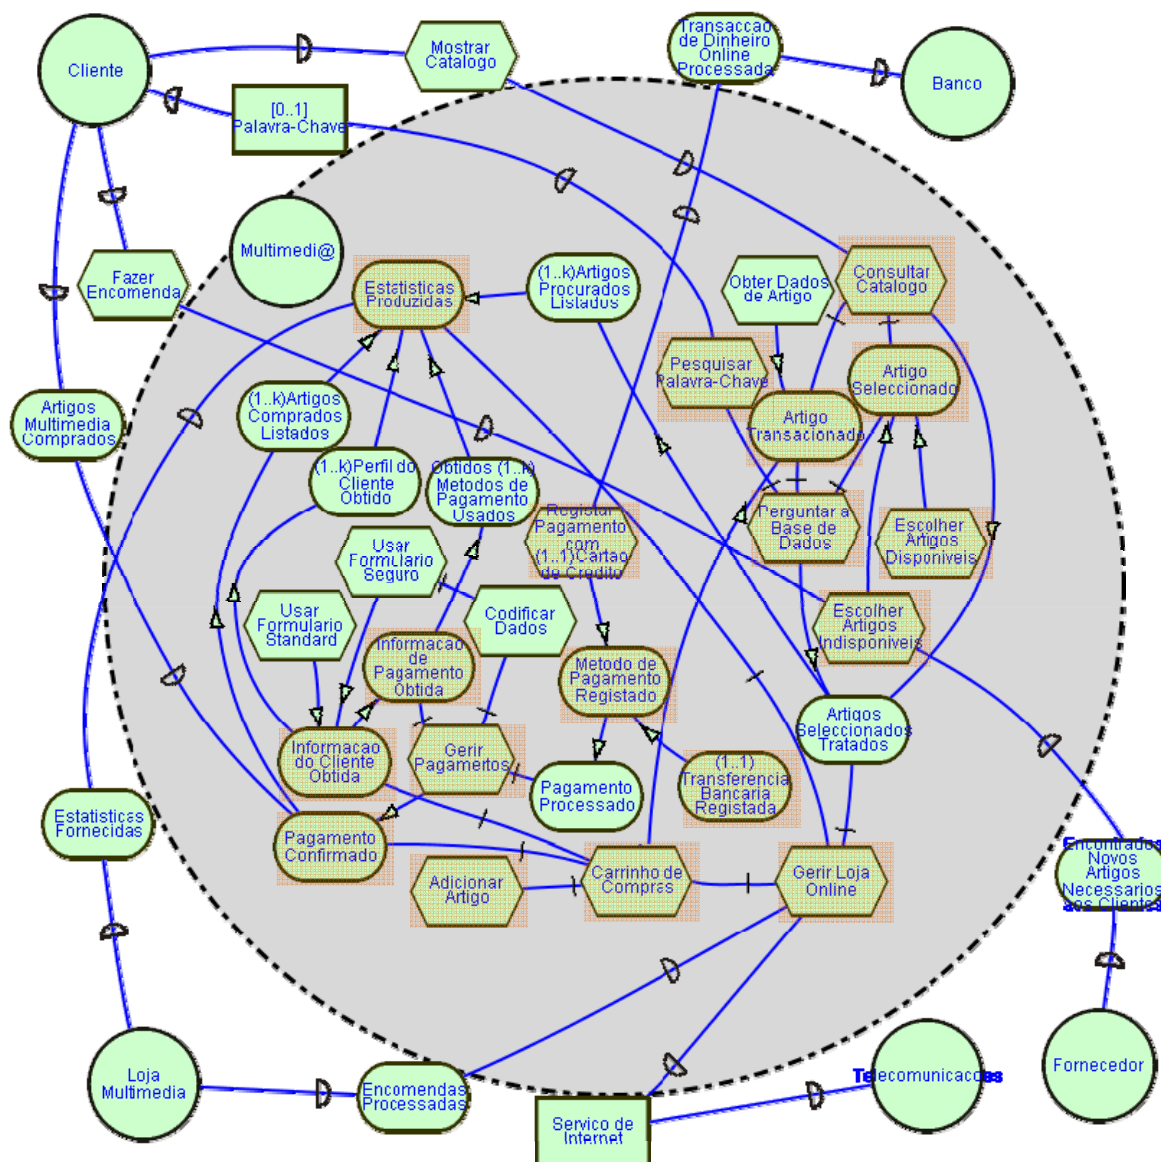 Cliente
Mostrar
Catalogo
Transaccao
de Dinheiro
Online
Processada
Banco
[0..1]
Palavra-Chave
Multimedi@
Fazer
Encomenda
Estatisticas
Produzidas
(1..k)Artigos
Procurados
Listados
Obter Dados
de Artigo
Consultar
Catalogo
Pesquisar
Palavra-Chave
Artigo
Seleccionado
Artigos
Multimedia
Comprados
(1..k)Artigos
Comprados
Listados
Artigo
Transacionado
(1..k)Perfil do
Cliente
Obtido
Obtidos (1..k)
Metodos de
Pagamento
Usados
Registar
Pagamento
com
(1..1)Cartao
de Credito
Perguntar a
Base de
Dados
Escolher
Artigos
Disponiveis
Usar
Formulario
Seguro
Usar
Formulario
Standard
Codificar
Dados
Escolher
Artigos
Indisponiveis
Informacao
de
Pagamento
Obtida
Metodo de
Pagamento
Registado
Artigos
Seleccionados
Tratados
Informacao
do Cliente
Obtida
Gerir
Pagamentos
Pagamento
Processado
(1..1)
Transferencia
Bancaria
Registada
Estatisticas
Fornecidas
Pagamento
Confirmado
Adicionar
Artigo
Carrinho de
Compras
Gerir Loja
Online
Encontrados
Novos
Artigos
Necessarios
aos Clientes
Loja
Multimedia
Encomendas
Processadas
Servico de
Internet
Telecomunicacoes
Fornecedor